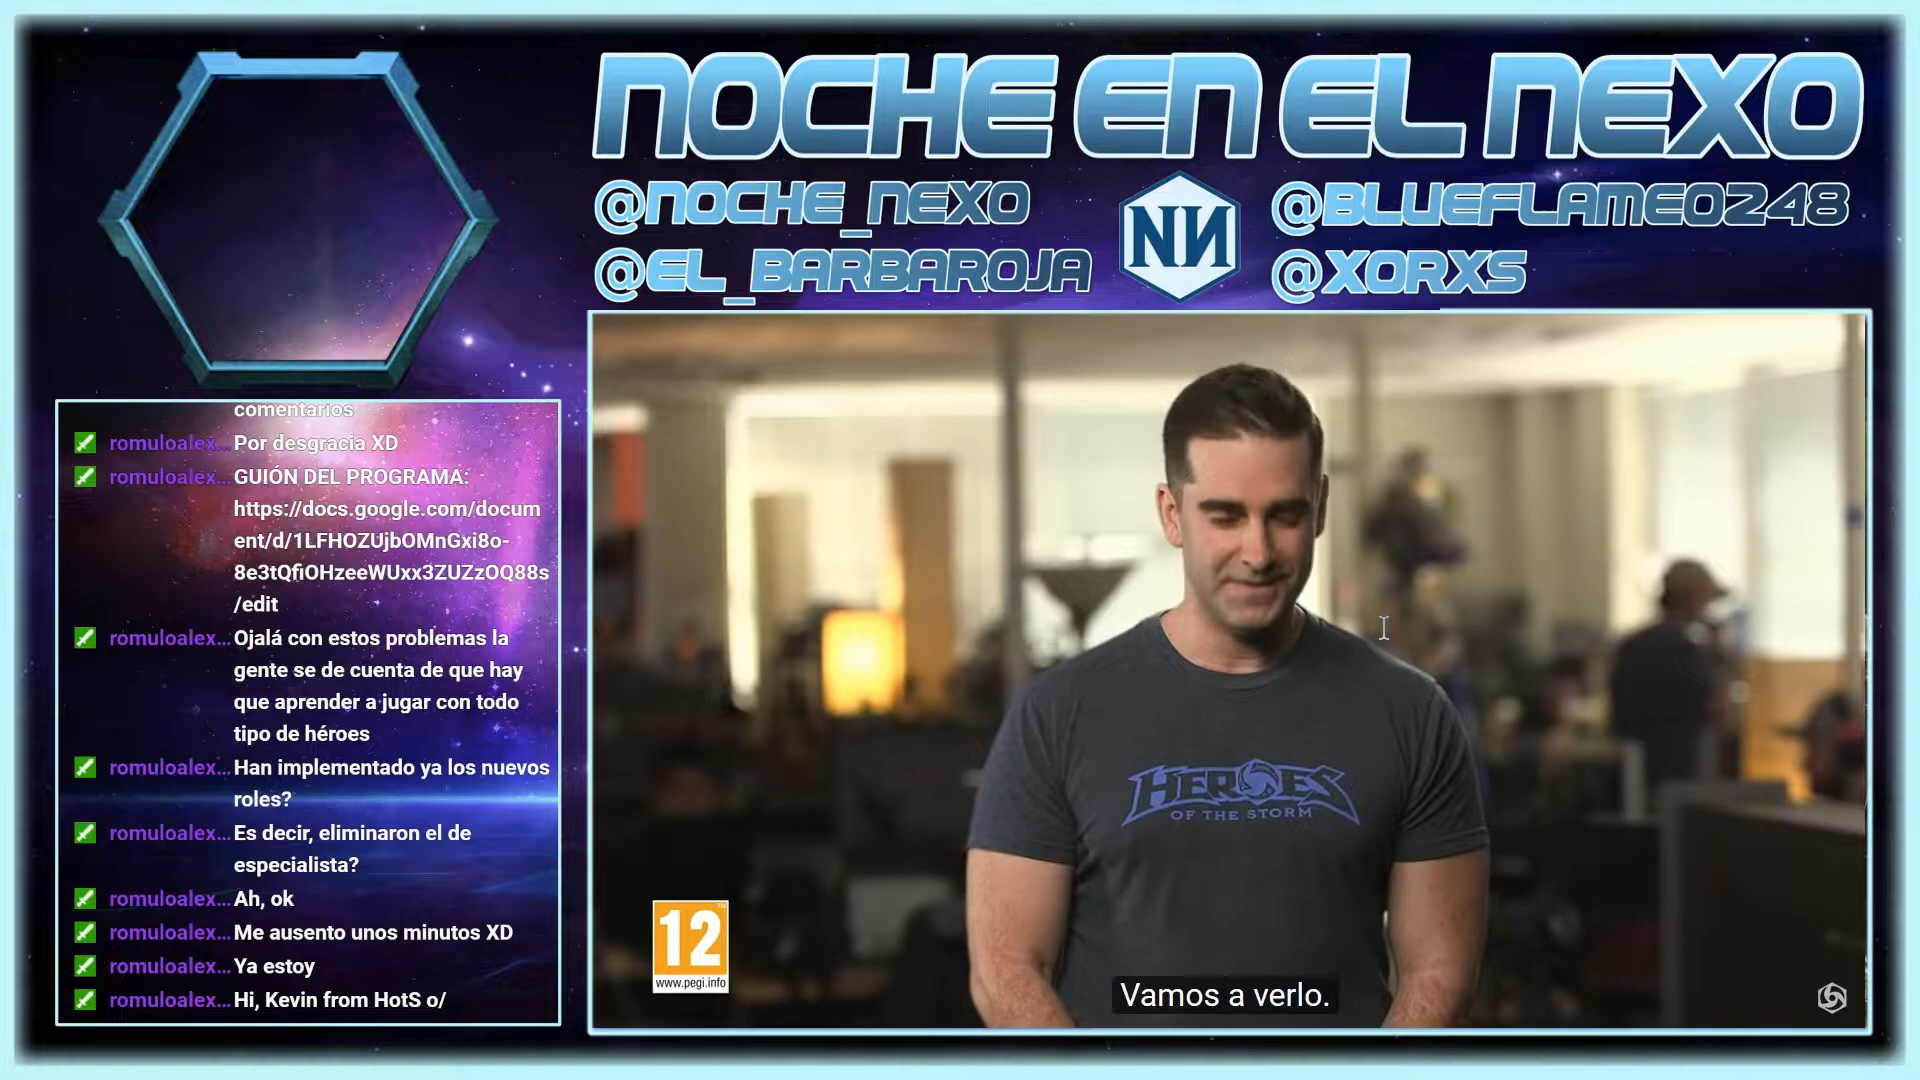 NOCHE EN EL NEXO
@NOCHE_NEXO
@BLUEFLAME0248
@EL_BARBAROJA
@XORXS
NN
comentarios
romuloalex... Por desgracia XD
romuloalex... GUIÓN DEL PROGRAMA:
https://docs.google.com/docum
ent/d/1LFHOZUjbOMnGxi8o-
8e3tQfiOHzeeWUxx3ZUZzOQ88s
/edit
romuloalex... Ojalá con estos problemas la
gente se de cuenta de que hay
que aprender a jugar con todo
tipo de héroes
romuloalex... Han implementado ya los nuevos
roles?
romuloalex... Es decir, eliminaron el de
especialista?
romuloalex... Ah, ok
romuloalex... Me ausento unos minutos XD
romuloalex... Ya estoy
romuloalex... Hi, Kevin from HotS o/
HEROES
OF THE STORM
12
www.pegi.info
Vamos a verlo.